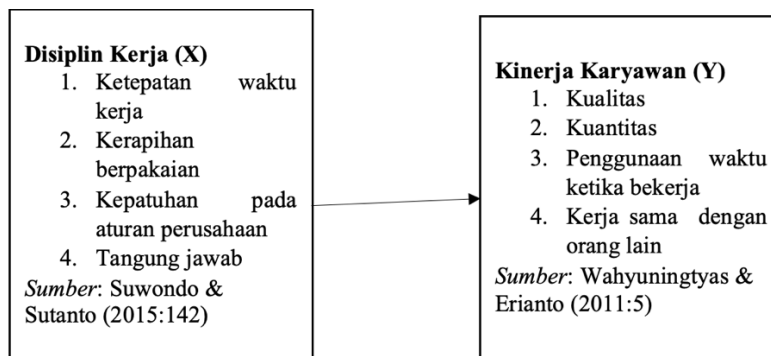 Disiplin Kerja (X)
1. Ketepatan waktu
kerja
2. Kerapihan
berpakaian
3. Kepatuhan pada
aturan perusahaan
4. Tangung jawab
Sumber: Suwondo &
Sutanto (2015:142)
Kinerja Karyawan (Y)
1. Kualitas
2. Kuantitas
3. Penggunaan waktu
ketika bekerja
4. Kerja sama dengan
orang lain
Sumber: Wahyuningtyas &
Erianto (2011:5)